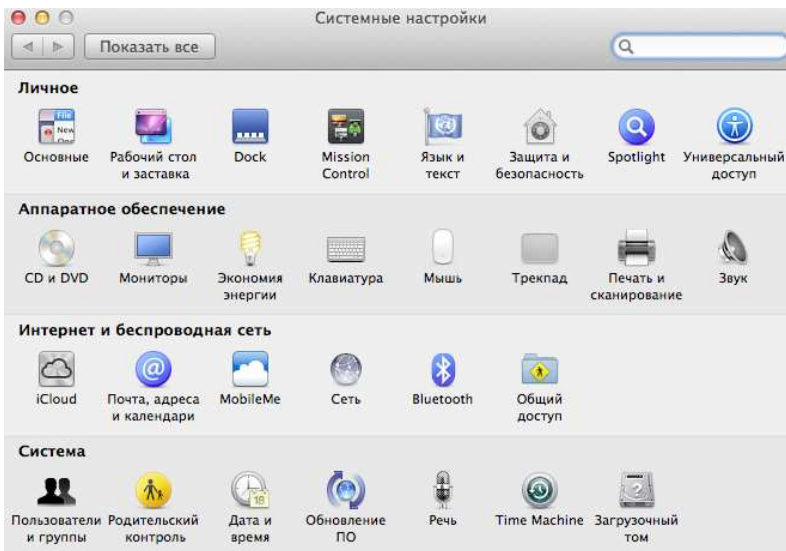 Системные настройки
Показать все
Личное
Основные Рабочий стол Dock Mission Язык и Защита и Spotlight Универсальный
и заставка Control текст безопасность доступ
Аппаратное обеспечение
CD и DVD Мониторы Экономия Клавиатура Мышь Трекпад Печать и Звук
энергии сканирование
Интернет и беспроводная сеть
iCloud Почта, адреса MobileMe Сеть Bluetooth Общий
и календари доступ
Система
Пользователи Родительский Дата и Обновление Речь Time Machine Загрузочный
и группы контроль время ПО том